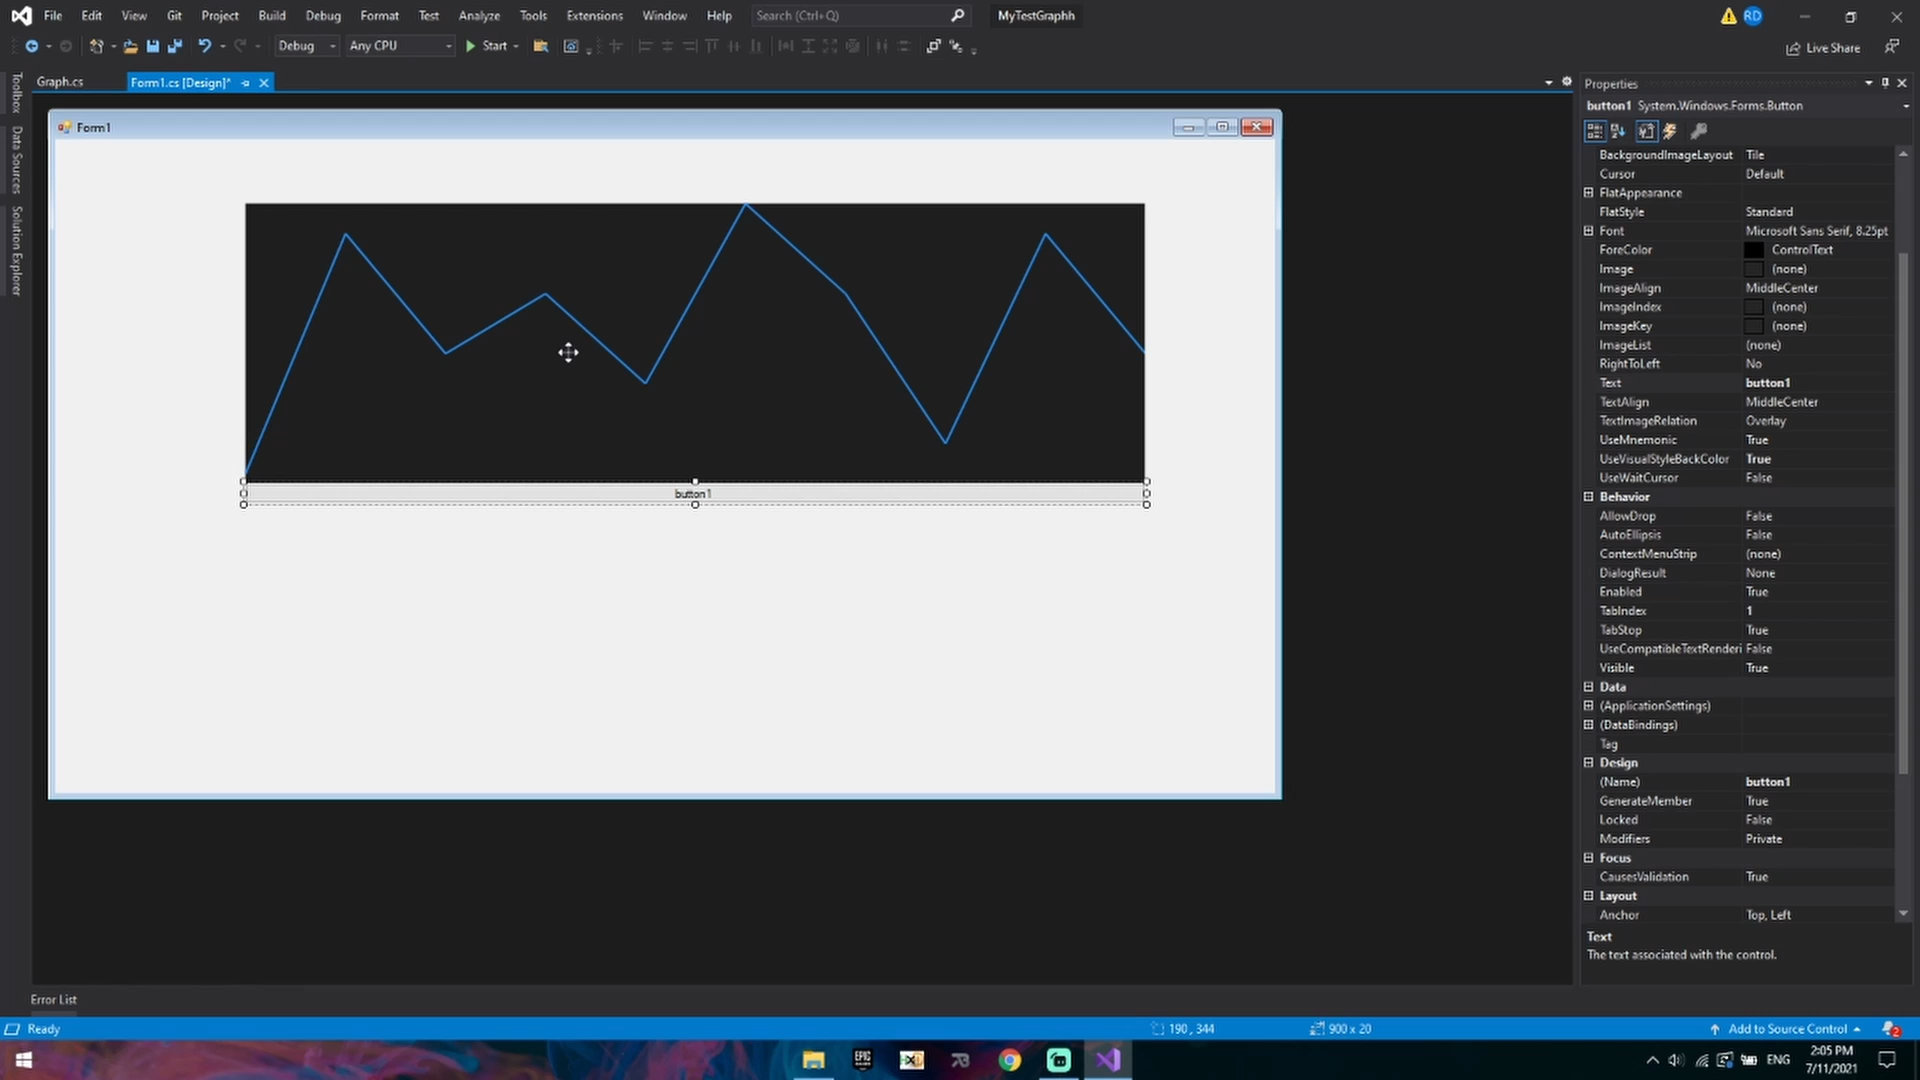 File Edit View Git Project Build Debug Format Test Analyze Tools Extensions Window Help Search (Ctrl+Q) MyTestGraphh RD
Debug Any CPU Start Live Share
Toolbox
Data Sources
Solution Explorer
Graph.cs Form1.cs [Design]*
Form1
button1
Properties
button1 System.Windows.Forms.Button
BackgroundImageLayout Tile
Cursor Default
FlatAppearance
FlatStyle Standard
Font Microsoft Sans Serif, 8.25pt
ForeColor ControlText
Image (none)
ImageAlign MiddleCenter
ImageIndex (none)
ImageKey (none)
ImageList (none)
RightToLeft No
Text button1
TextAlign MiddleCenter
TextImageRelation Overlay
UseMnemonic True
UseVisualStyleBackColor True
UseWaitCursor False
Behavior
AllowDrop False
AutoEllipsis False
ContextMenuStrip (none)
DialogResult None
Enabled True
TabIndex 1
TabStop True
UseCompatibleTextRenderi False
Visible True
Data
(ApplicationSettings)
(DataBindings)
Tag
Design
(Name) button1
GenerateMember True
Locked False
Modifiers Private
Focus
CausesValidation True
Layout
Anchor Top, Left
Text
The text associated with the control.
Error List
Ready 190 , 344 900 x 20 Add to Source Control 2
EPIC ENG 2:05 PM
7/11/2021